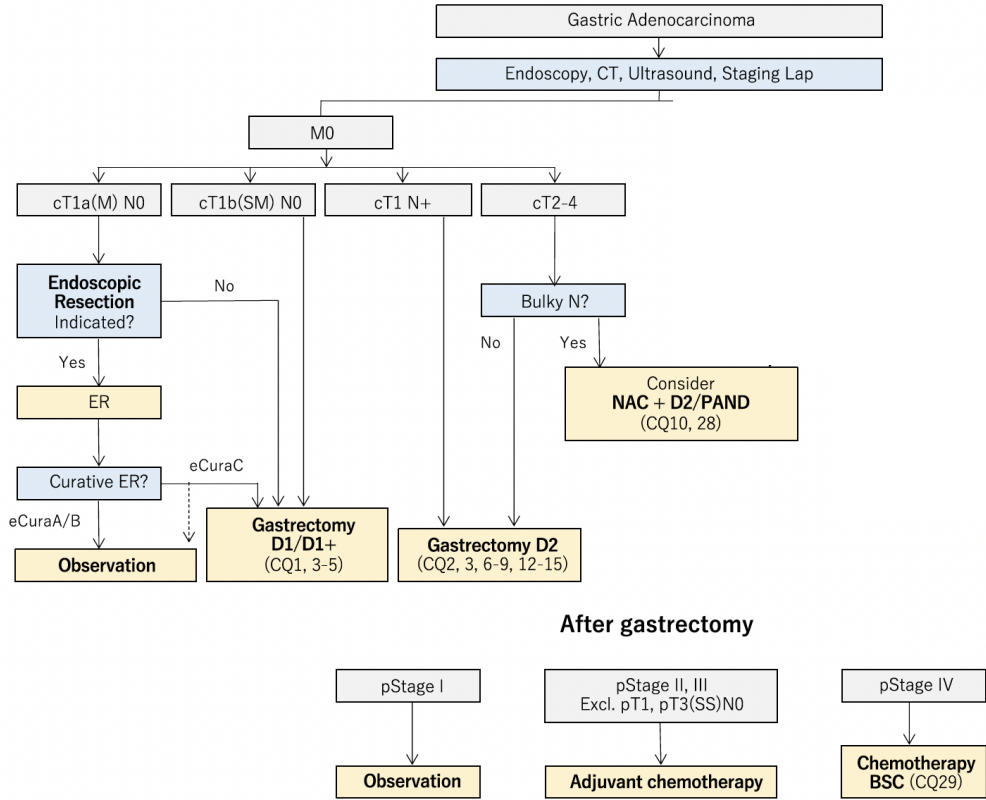 Gastric Adenocarcinoma
Endoscopy, CT, Ultrasound, Staging Lap
M0
cT1a(M) N0
cT1b(SM) N0
cT1 N+
cT2-4
Endoscopic
Resection
Indicated?
No
Bulky N?
No
Yes
Yes
Consider
NAC + D2/PAND
(CQ10, 28)
ER
Curative ER?
eCuraC
eCuraA/B
Observation
Gastrectomy
D1/D1+
(CQ1, 3-5)
Gastrectomy D2
(CQ2, 3, 6-9, 12-15)
After gastrectomy
pStage I
pStage II, III
Excl. pT1, pT3(SS)N0
pStage IV
Observation
Adjuvant chemotherapy
Chemotherapy
BSC (CQ29)